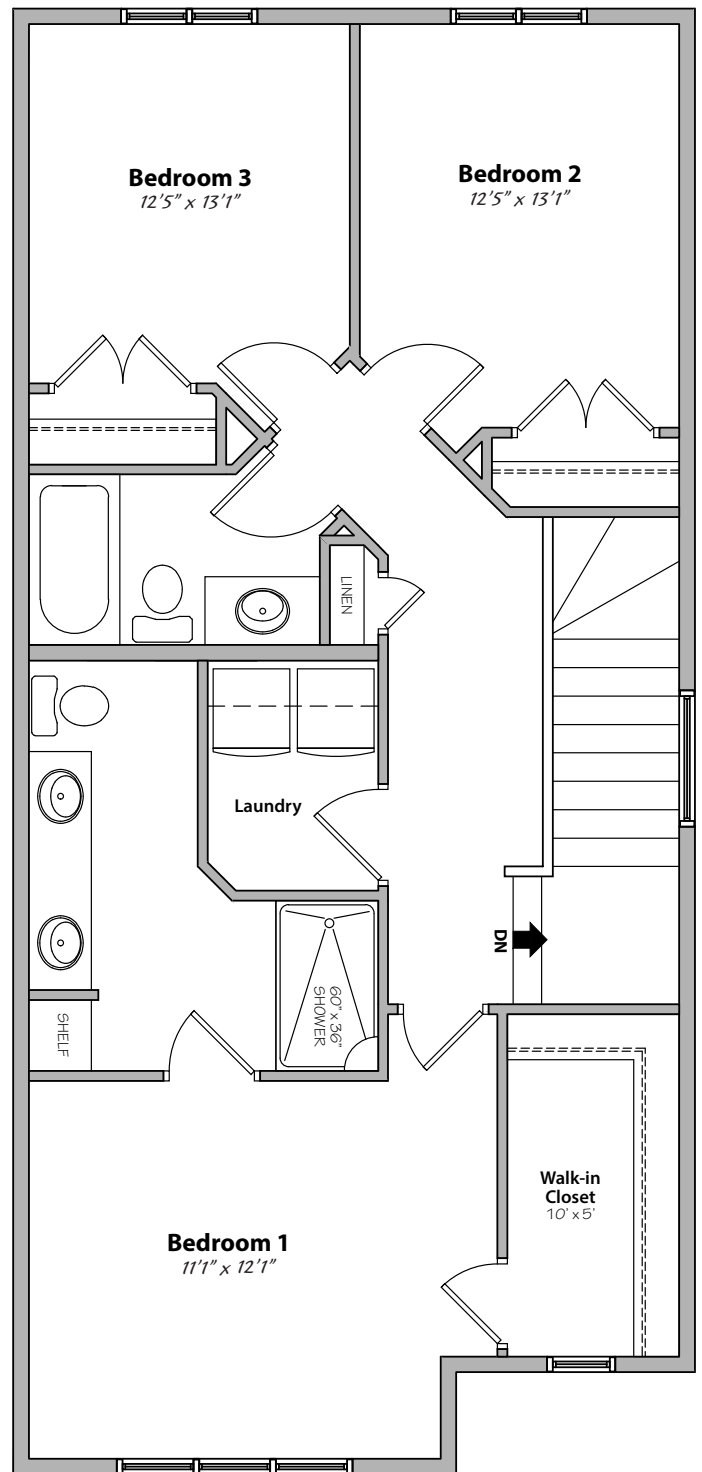 Bedroom 3
12'5" x 13'1"
Bedroom 2
12'5" x 13'1"
LINEN
Laundry
DN
60" x 36"
SHOWER
SHELF
Walk-in
Closet
10' x 5'
Bedroom 1
11'1" x 12'1"